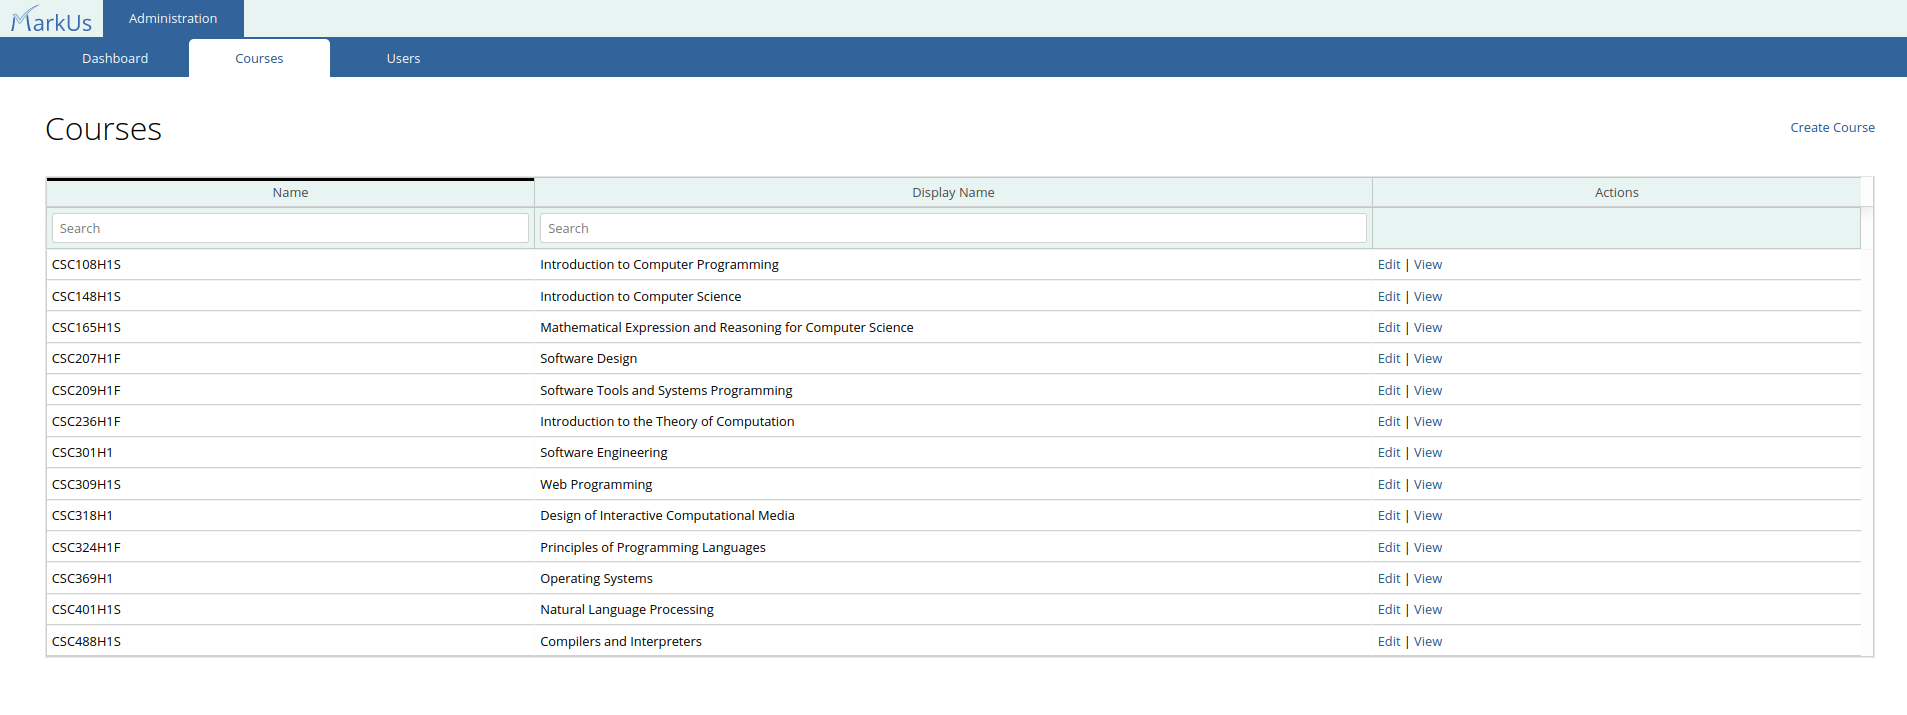 MarkUs Administration
Dashboard Courses Users
Courses Create Course
Name Display Name Actions
Search Search
CSC108H1S Introduction to Computer Programming Edit | View
CSC148H1S Introduction to Computer Science Edit | View
CSC165H1S Mathematical Expression and Reasoning for Computer Science Edit | View
CSC207H1F Software Design Edit | View
CSC209H1F Software Tools and Systems Programming Edit | View
CSC236H1F Introduction to the Theory of Computation Edit | View
CSC301H1 Software Engineering Edit | View
CSC309H1S Web Programming Edit | View
CSC318H1 Design of Interactive Computational Media Edit | View
CSC324H1F Principles of Programming Languages Edit | View
CSC369H1 Operating Systems Edit | View
CSC401H1S Natural Language Processing Edit | View
CSC488H1S Compilers and Interpreters Edit | View